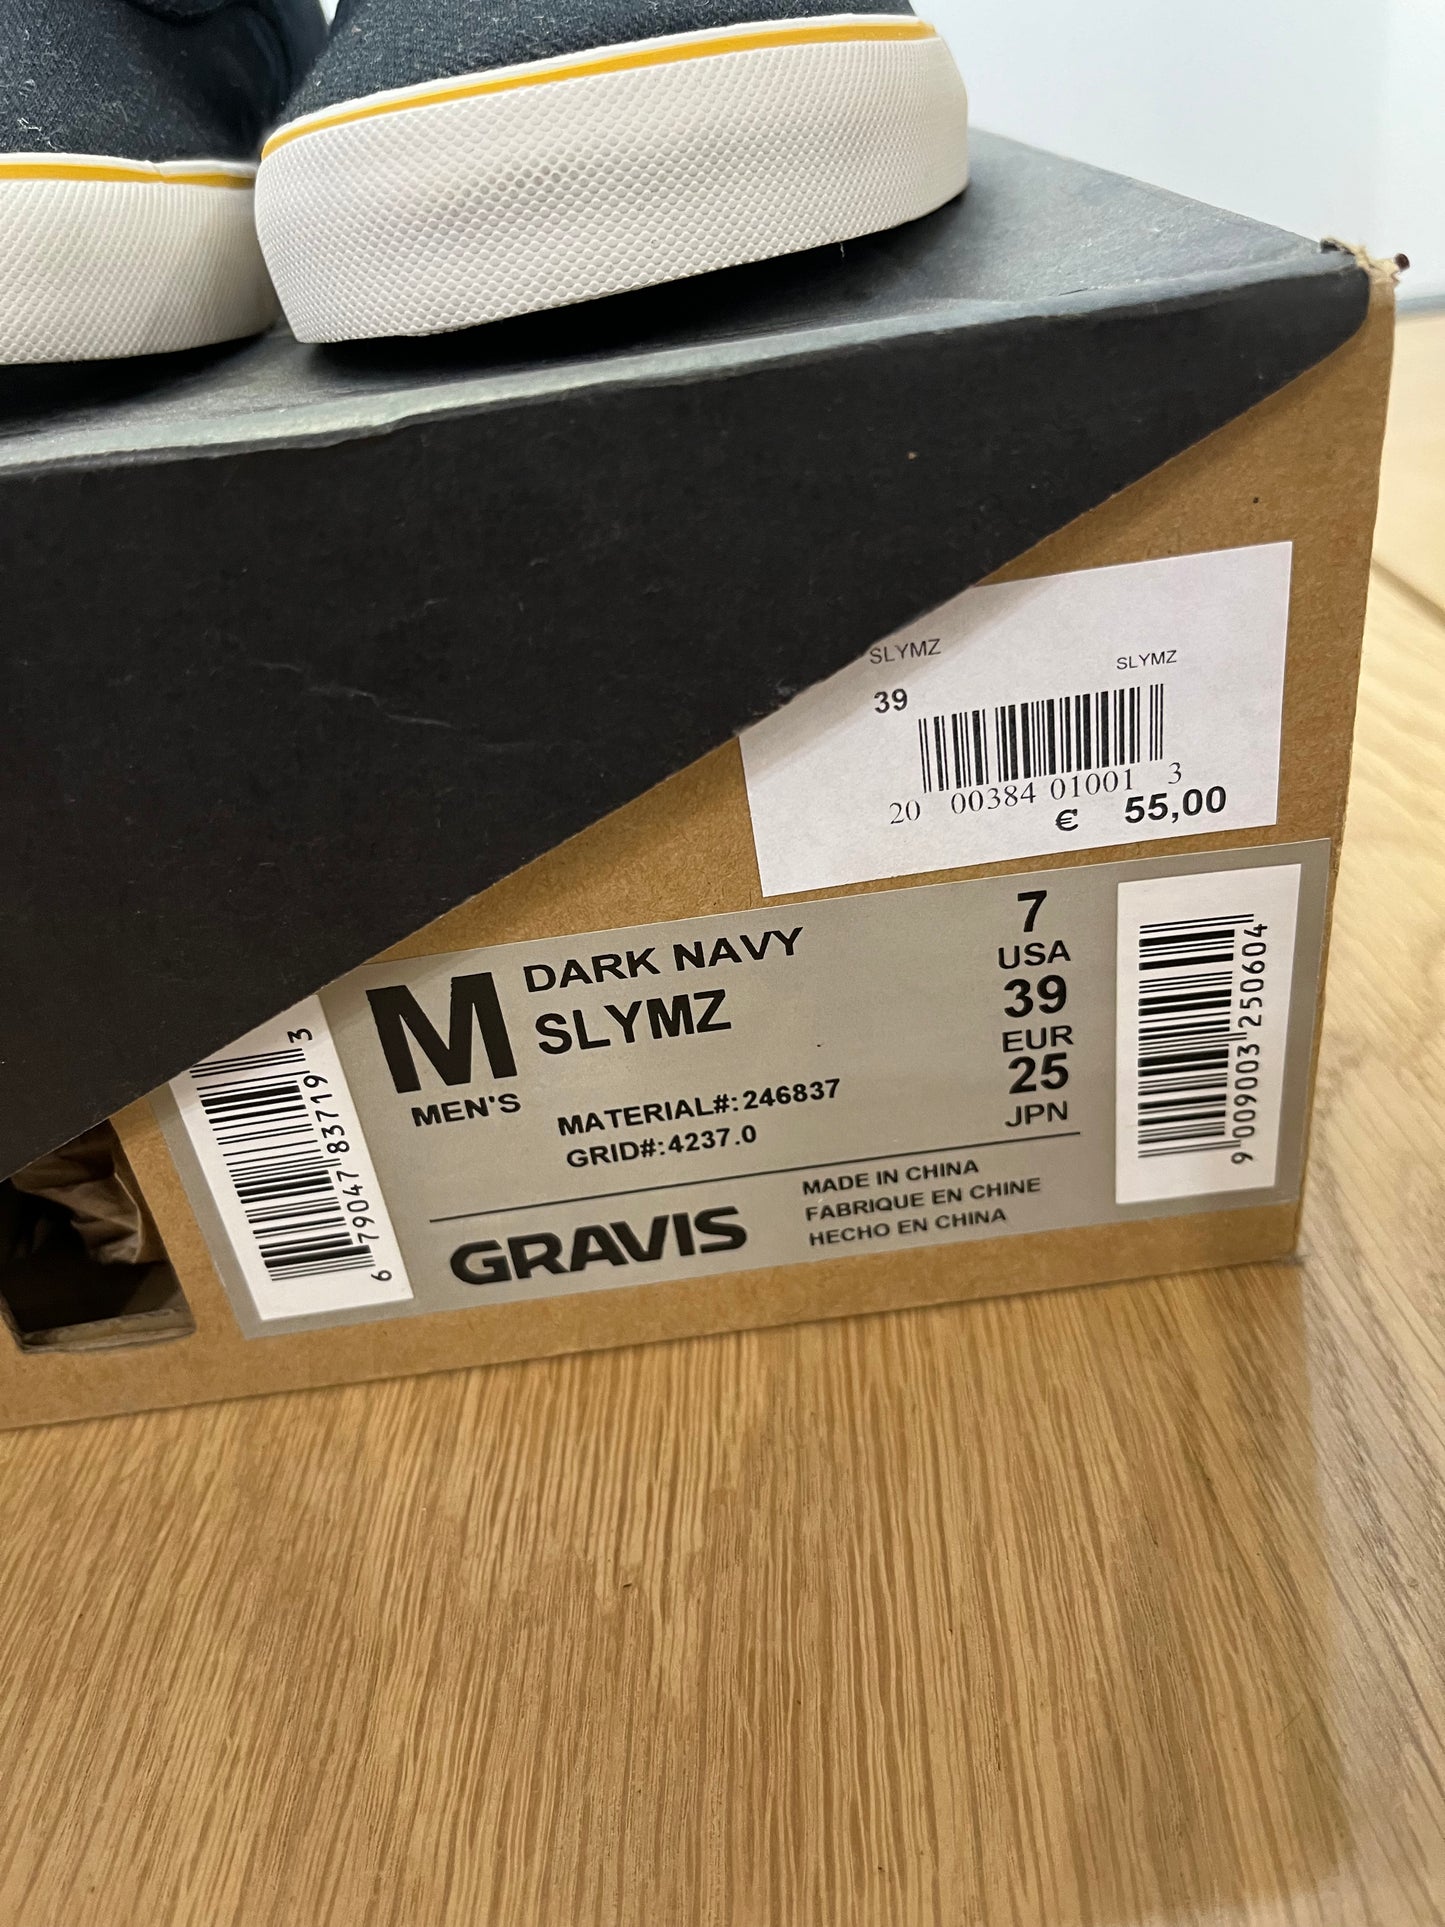 SLYMZ
SLYMZ
39
20 00384 01001 3
€ 55,00
M
MEN'S
DARK NAVY
SLYMZ
MATERIAL#:246837
GRID#:4237.0
7
USA
39
EUR
25
JPN
GRAVIS
MADE IN CHINA
FABRIQUE EN CHINE
HECHO EN CHINA
6 79047 83719 3
9 009003 250604